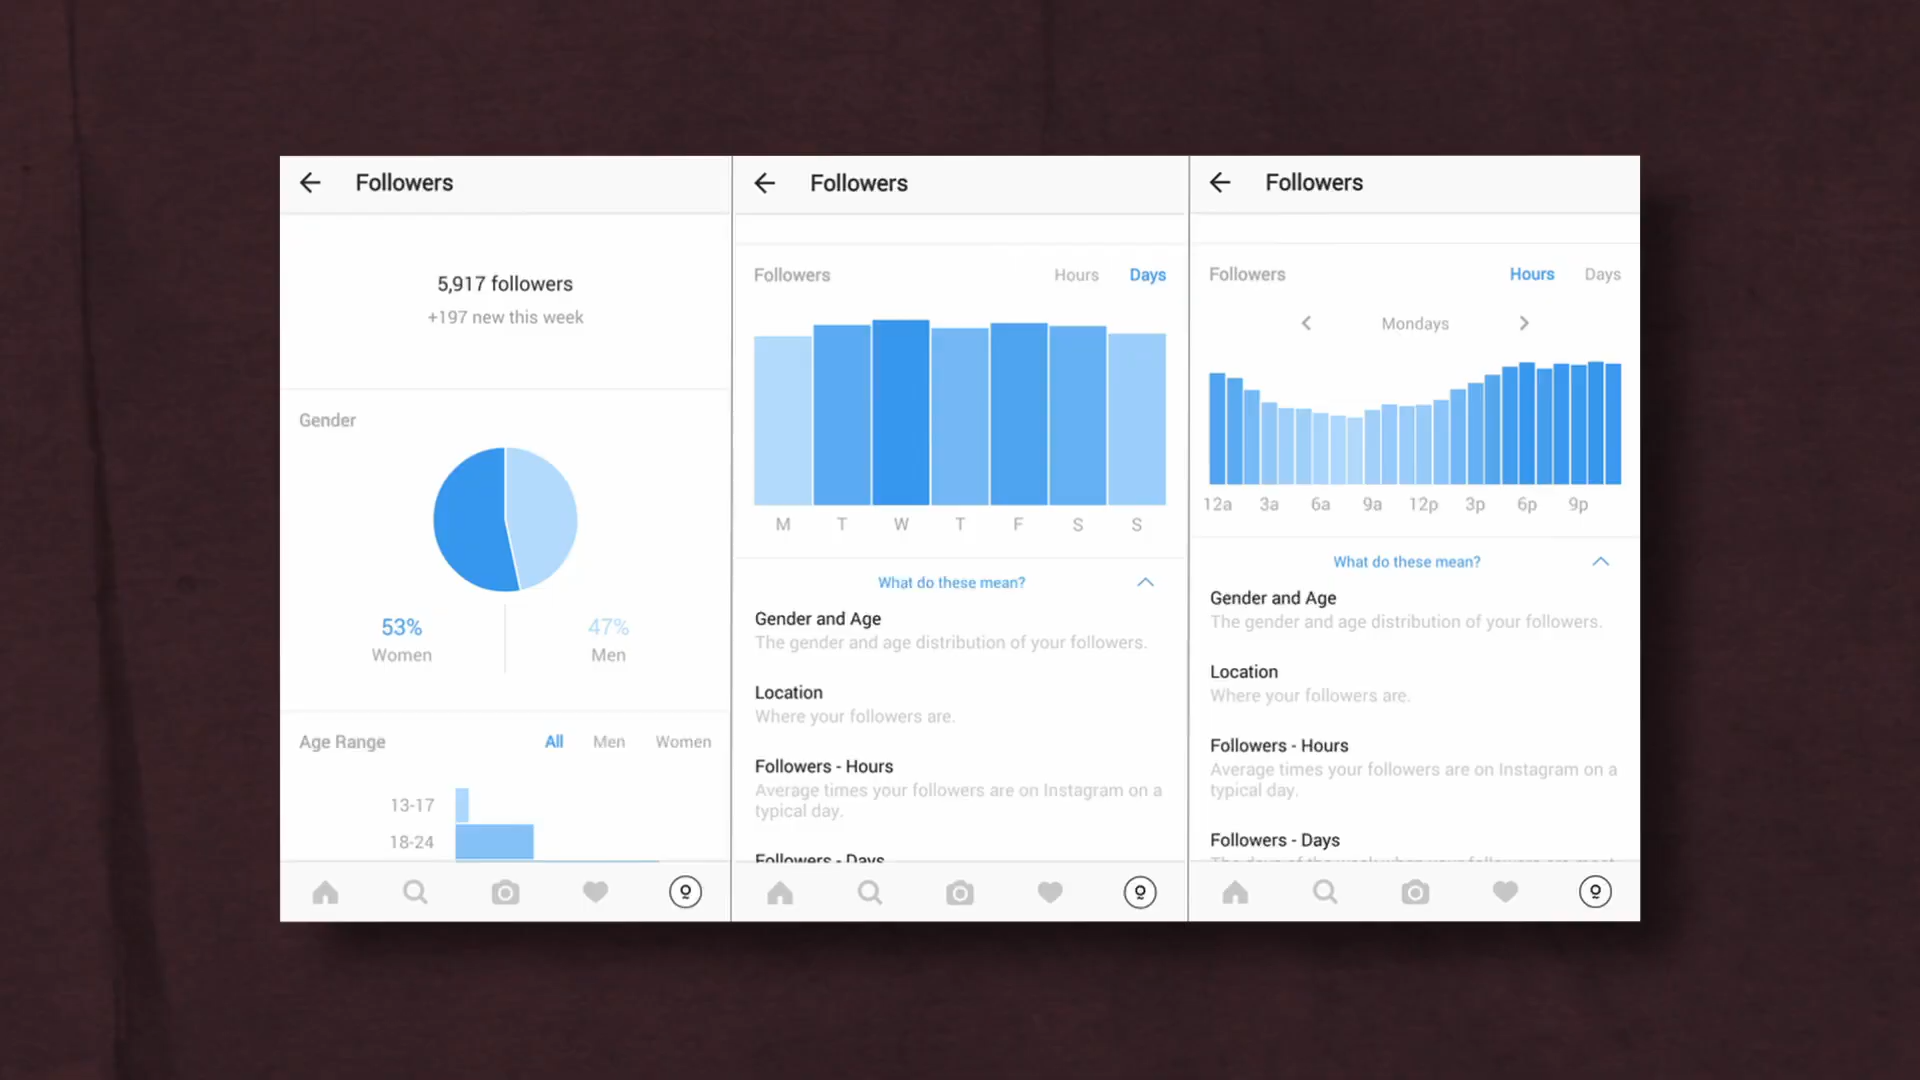 Followers
5,917 followers
+197 new this week
Gender
53%
Women
47%
Men
Age Range
All Men Women
13-17
18-24
Followers
Followers Hours Days
M T W T F S S
What do these mean?
Gender and Age
The gender and age distribution of your followers.
Location
Where your followers are.
Followers - Hours
Average times your followers are on Instagram on a
typical day.
Followers - Days
Followers
Followers Hours Days
Mondays
12a 3a 6a 9a 12p 3p 6p 9p
What do these mean?
Gender and Age
The gender and age distribution of your followers.
Location
Where your followers are.
Followers - Hours
Average times your followers are on Instagram on a
typical day.
Followers - Days